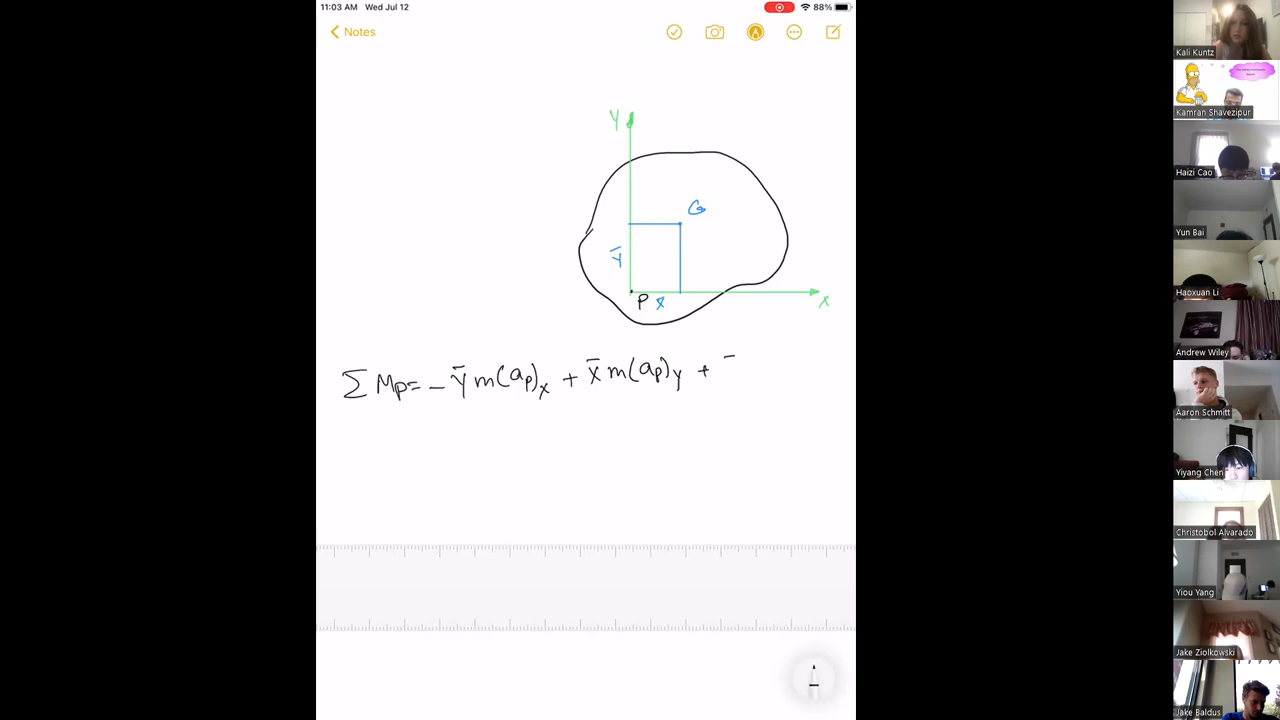 11:03 AM Wed Jul 12
88%
Notes
Y
G
Ȳ
P x̄
X
∑ Mp = - ȳ m(ap)x + x̄ m(ap)y +
Kali Kuntz
Kamran Shavezipur
Haizi Cao
Yun Bai
Haoxuan Li
Andrew Wiley
Aaron Schmitt
Yiyang Chen
Christobol Alvarado
Yiou Yang
Jake Ziolkowski
Jake Baldus